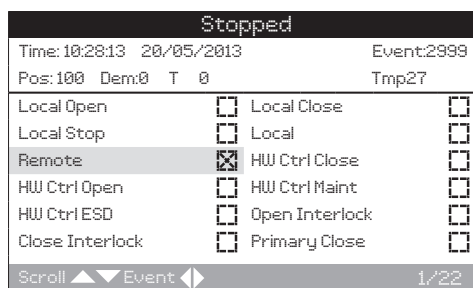 Stopped
Time: 10:28:13 20/05/2013 Event:2999
Pos:100 Dem:0 T 0 Tmp27
Local Open Local Close
Local Stop Local
Remote HW Ctrl Close
HW Ctrl Open HW Ctrl Maint
HW Ctrl ESD Open Interlock
Close Interlock Primary Close
Scroll Event 1/22